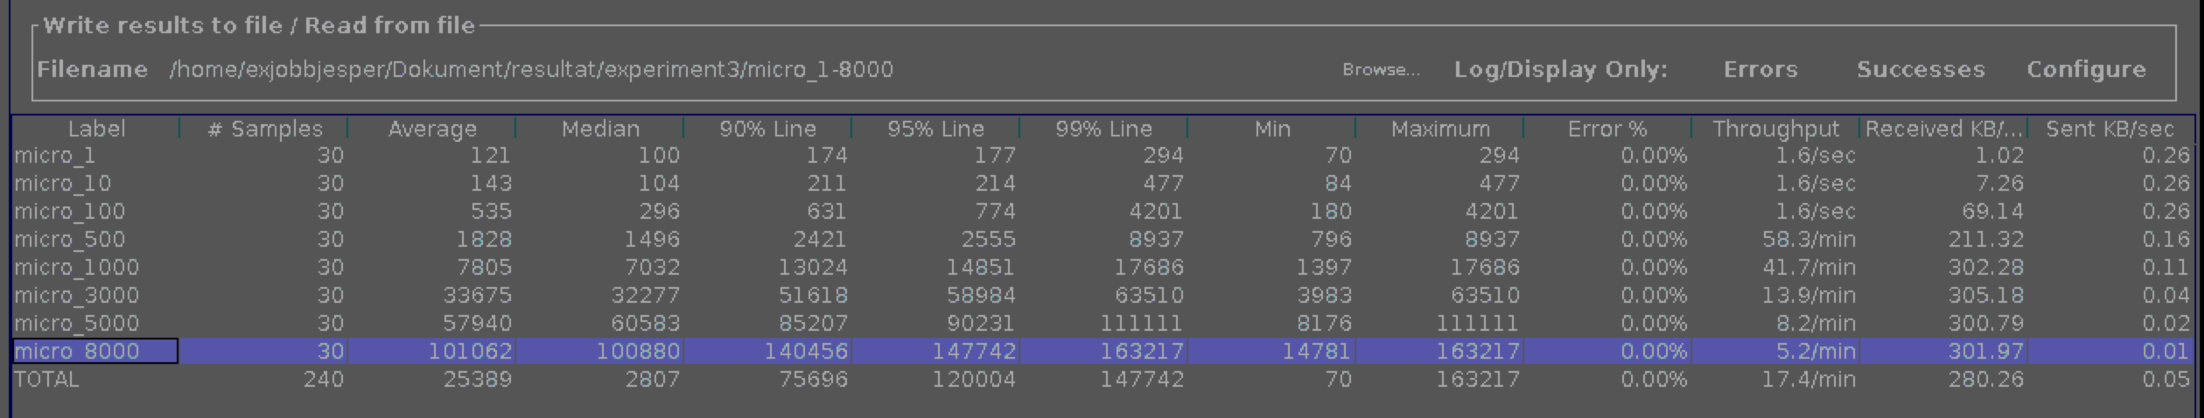 Write results to file / Read from file
Filename /home/exjobbjesper/Dokument/resultat/experiment3/micro_1-8000 Browse... Log/Display Only: Errors Successes Configure
Label # Samples Average Median 90% Line 95% Line 99% Line Min Maximum Error % Throughput Received KB/... Sent KB/sec
micro_1 30 121 100 174 177 294 70 294 0.00% 1.6/sec 1.02 0.26
micro_10 30 143 104 211 214 477 84 477 0.00% 1.6/sec 7.26 0.26
micro_100 30 535 296 631 774 4201 180 4201 0.00% 1.6/sec 69.14 0.26
micro_500 30 1828 1496 2421 2555 8937 796 8937 0.00% 58.3/min 211.32 0.16
micro_1000 30 7805 7032 13024 14851 17686 1397 17686 0.00% 41.7/min 302.28 0.11
micro_3000 30 33675 32277 51618 58984 63510 3983 63510 0.00% 13.9/min 305.18 0.04
micro_5000 30 57940 60583 85207 90231 111111 8176 111111 0.00% 8.2/min 300.79 0.02
micro_8000 30 101062 100880 140456 147742 163217 14781 163217 0.00% 5.2/min 301.97 0.01
TOTAL 240 25389 2807 75696 120004 147742 70 163217 0.00% 17.4/min 280.26 0.05